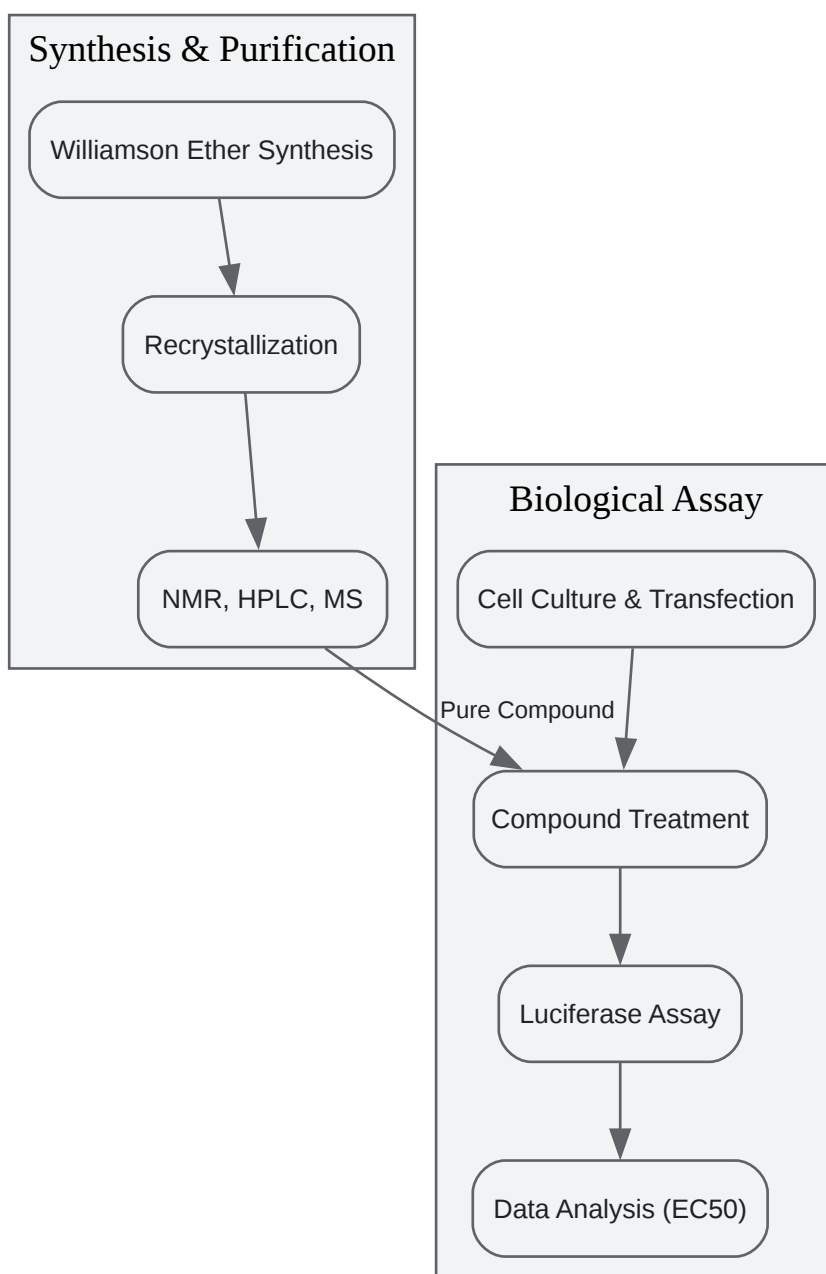 Synthesis & Purification
Williamson Ether Synthesis
Recrystallization
NMR, HPLC, MS
Biological Assay
Cell Culture & Transfection
Pure Compound
Compound Treatment
Luciferase Assay
Data Analysis (EC50)